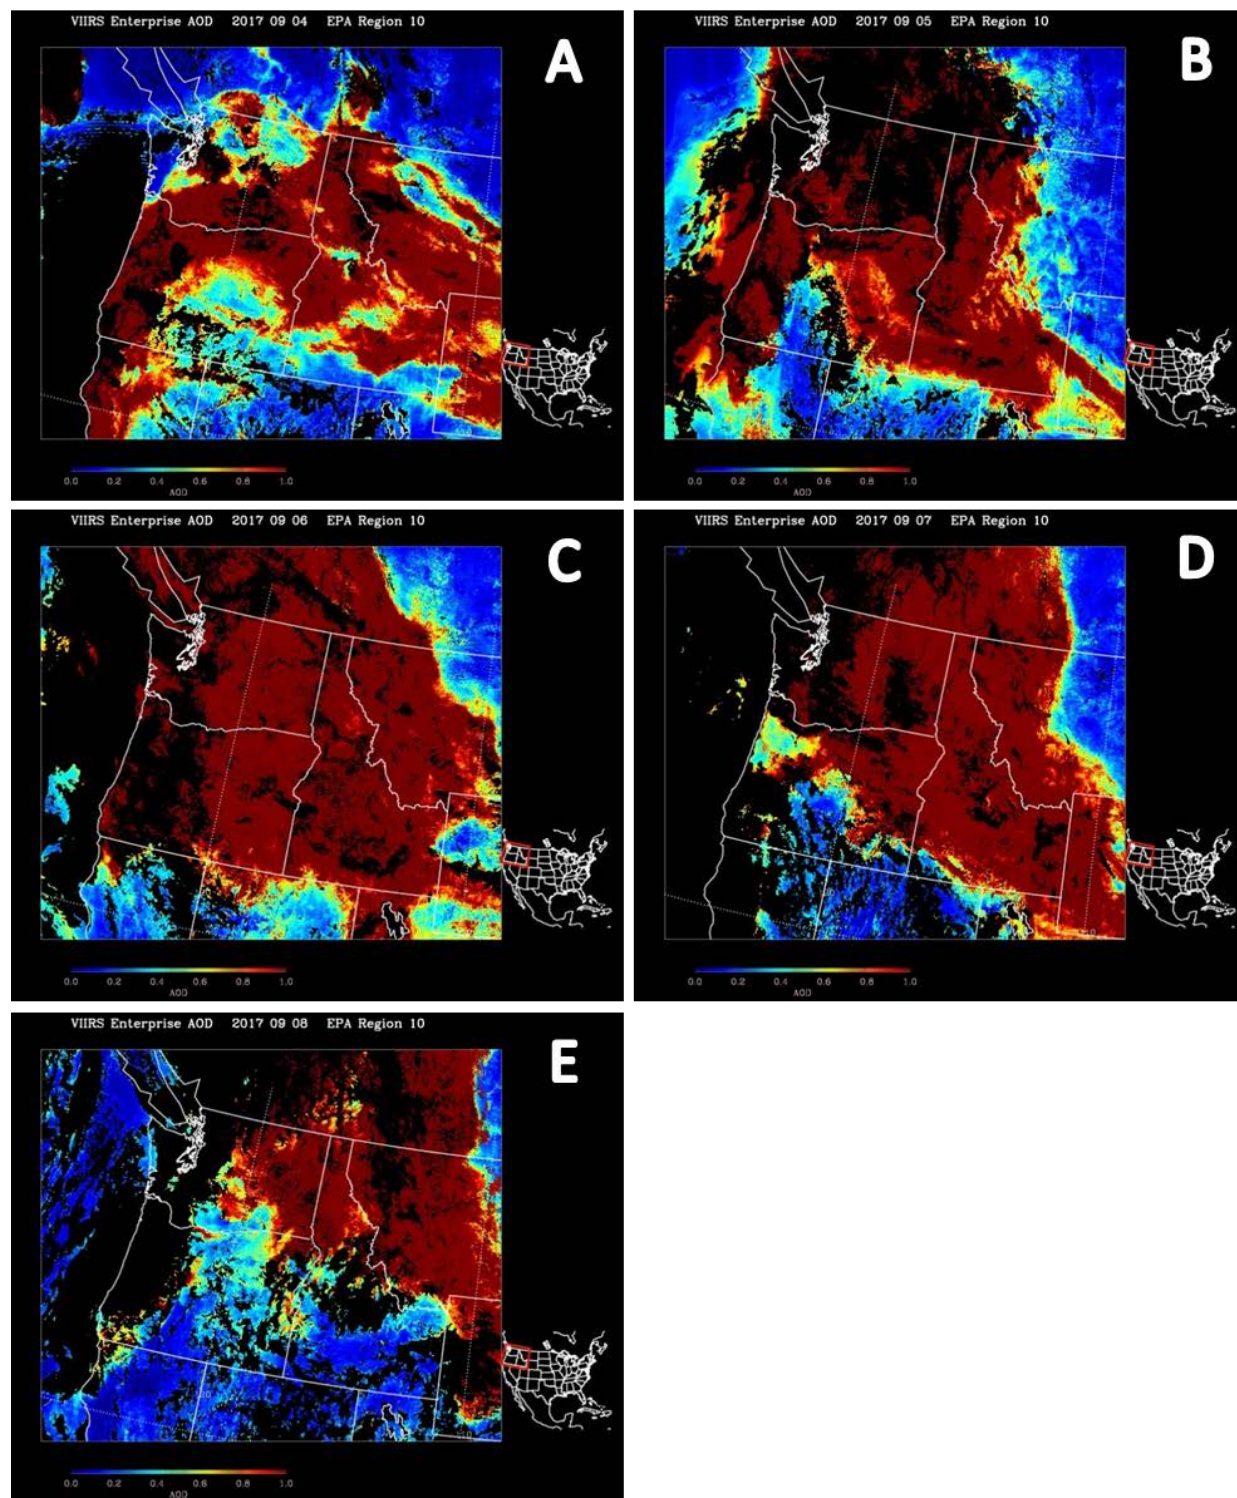 VIIRS Enterprise AOD 2017 09 04 EPA Region 10
A
0.0 0.2 0.4 0.6 0.8 1.0
AOD
VIIRS Enterprise AOD 2017 09 05 EPA Region 10
B
0.0 0.2 0.4 0.6 0.8 1.0
AOD
VIIRS Enterprise AOD 2017 09 06 EPA Region 10
C
0.0 0.2 0.4 0.6 0.8 1.0
AOD
VIIRS Enterprise AOD 2017 09 07 EPA Region 10
D
0.0 0.2 0.4 0.6 0.8 1.0
AOD
VIIRS Enterprise AOD 2017 09 08 EPA Region 10
E
0.0 0.2 0.4 0.6 0.8 1.0
AOD